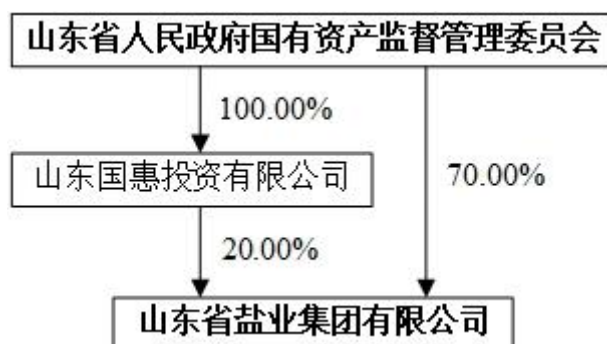 山东省人民政府国有资产监督管理委员会
100.00%
山东国惠投资有限公司
70.00%
20.00%
山东省盐业集团有限公司